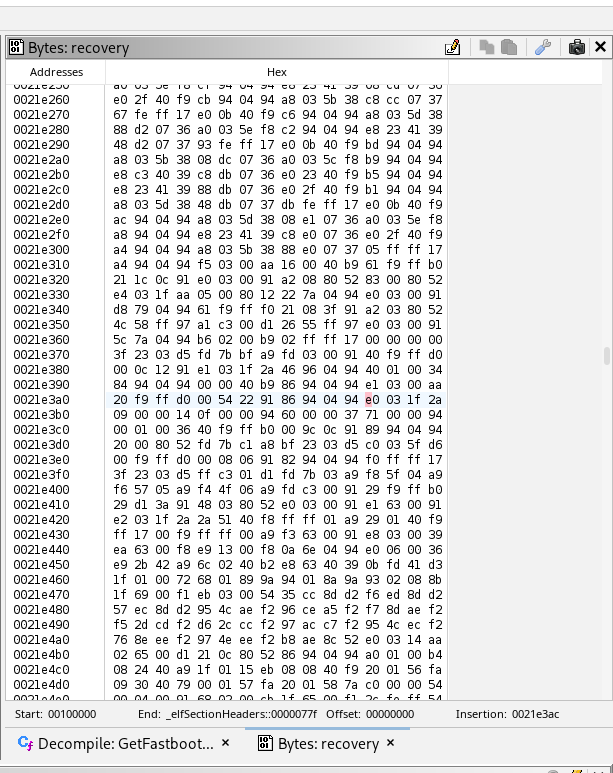 Bytes: recovery
Addresses Hex
0021e250 a0 03 5e f8 cf 94 04 94 e8 23 41 39 08 cd 07 36
0021e260 e0 2f 40 f9 cb 94 04 94 a8 03 5b 38 c8 cc 07 37
0021e270 67 fe ff 17 e0 0b 40 f9 c6 94 04 94 a8 03 5d 38
0021e280 88 d2 07 36 a0 03 5e f8 c2 94 04 94 e8 23 41 39
0021e290 48 d2 07 37 93 fe ff 17 e0 0b 40 f9 bd 94 04 94
0021e2a0 a8 03 5b 38 08 dc 07 36 a0 03 5c f8 b9 94 04 94
0021e2b0 e8 c3 40 39 c8 db 07 36 e0 23 40 f9 b5 94 04 94
0021e2c0 e8 23 41 39 88 db 07 36 e0 2f 40 f9 b1 94 04 94
0021e2d0 a8 03 5d 38 48 db 07 37 db fe ff 17 e0 0b 40 f9
0021e2e0 ac 94 04 94 a8 03 5d 38 08 e1 07 36 a0 03 5e f8
0021e2f0 a8 94 04 94 e8 23 41 39 c8 e0 07 36 e0 2f 40 f9
0021e300 a4 94 04 94 a8 03 5b 38 88 e0 07 37 05 ff ff 17
0021e310 a4 94 04 94 f5 03 00 aa 16 00 40 b9 61 f9 ff b0
0021e320 21 1c 0c 91 e0 03 00 91 a2 08 80 52 83 00 80 52
0021e330 e4 03 1f aa 05 00 80 12 22 7a 04 94 e0 03 00 91
0021e340 d8 79 04 94 61 f9 ff f0 21 08 3f 91 a2 03 80 52
0021e350 4c 58 ff 97 a1 c3 00 d1 26 55 ff 97 e0 03 00 91
0021e360 5c 7a 04 94 b6 02 00 b9 02 ff ff 17 00 00 00 00
0021e370 3f 23 03 d5 fd 7b bf a9 fd 03 00 91 40 f9 ff d0
0021e380 00 0c 12 91 e1 03 1f 2a 46 96 04 94 40 01 00 34
0021e390 84 94 04 94 00 00 40 b9 86 94 04 94 e1 03 00 aa
0021e3a0 20 f9 ff d0 00 54 22 91 86 94 04 94 e0 03 1f 2a
0021e3b0 09 00 00 14 0f 00 00 94 60 00 00 37 71 00 00 94
0021e3c0 00 01 00 36 40 f9 ff b0 00 9c 0c 91 89 94 04 94
0021e3d0 20 00 80 52 fd 7b c1 a8 bf 23 03 d5 c0 03 5f d6
0021e3e0 00 f9 ff d0 00 08 06 91 82 94 04 94 f0 ff ff 17
0021e3f0 3f 23 03 d5 ff c3 01 d1 fd 7b 03 a9 f8 5f 04 a9
0021e400 f6 57 05 a9 f4 4f 06 a9 fd c3 00 91 29 f9 ff b0
0021e410 29 d1 3a 91 48 03 80 52 e0 03 00 91 e1 63 00 91
0021e420 e2 03 1f 2a 2a 51 40 f8 ff ff 01 a9 29 01 40 f9
0021e430 ff 17 00 f9 ff ff 00 a9 f3 63 00 91 e8 03 00 39
0021e440 ea 63 00 f8 e9 13 00 f8 0a 6e 04 94 e0 06 00 36
0021e450 e9 2b 42 a9 6c 02 40 b2 e8 63 40 39 0b fd 41 d3
0021e460 1f 01 00 72 68 01 89 9a 94 01 8a 9a 93 02 08 8b
0021e470 1f 69 00 f1 eb 03 00 54 35 cc 8d d2 f6 ed 8d d2
0021e480 57 ec 8d d2 95 4c ae f2 96 ce a5 f2 f7 8d ae f2
0021e490 f5 2d cd f2 d6 2c cc f2 97 ac c7 f2 95 4c ec f2
0021e4a0 76 8e ee f2 97 4e ee f2 b8 ae 8c 52 e0 03 14 aa
0021e4b0 02 65 00 d1 21 0c 80 52 86 94 04 94 a0 01 00 b4
0021e4c0 08 24 40 a9 1f 01 15 eb 08 08 40 f9 20 01 56 fa
0021e4d0 09 30 40 79 00 01 57 fa 20 01 58 7a c0 00 00 54
Start: 00100000 End: _elfSectionHeaders::0000077f Offset: 00000000 Insertion: 0021e3ac
Decompile: GetFastboot... × Bytes: recovery ×